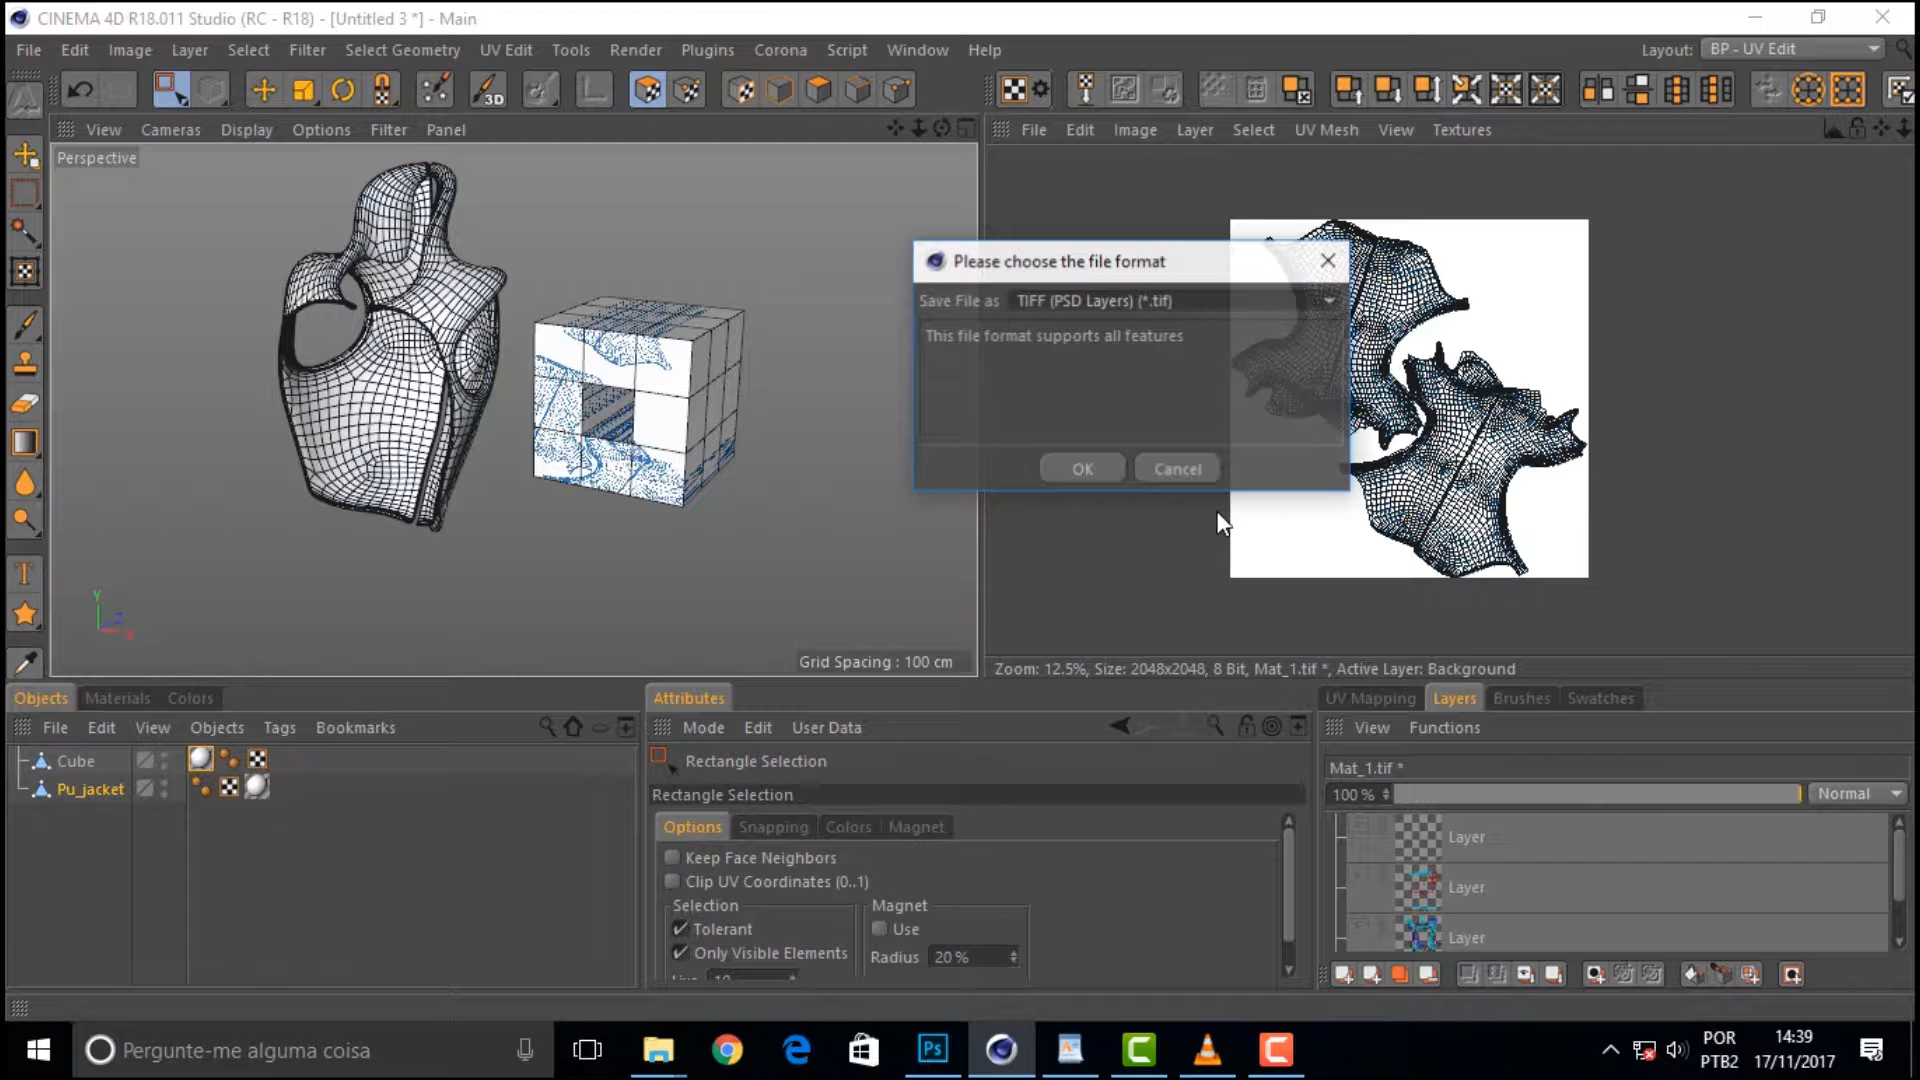 CINEMA 4D R18.011 Studio (RC - R18) - [Untitled 3 *] - Main
File Edit Image Layer Select Filter Select Geometry UV Edit Tools Render Plugins Corona Script Window Help Layout: BP - UV Edit
3D
View Cameras Display Options Filter Panel
File Edit Image Layer Select UV Mesh View Textures
Perspective
Please choose the file format
Save File as TIFF (PSD Layers) (*.tif)
This file format supports all features
OK Cancel
T
Y
Z
X
Grid Spacing : 100 cm
Zoom: 12.5%, Size: 2048x2048, 8 Bit, Mat_1.tif *, Active Layer: Background
Objects Materials Colors
File Edit View Objects Tags Bookmarks
Cube
Pu_jacket
Attributes
Mode Edit User Data
Rectangle Selection
Rectangle Selection
Options Snapping Colors Magnet
Keep Face Neighbors
Clip UV Coordinates (0..1)
Selection Magnet
Tolerant Use
Only Visible Elements Radius 20 %
UV Mapping Layers Brushes Swatches
View Functions
Mat_1.tif *
100 % Normal
Layer
Layer
Layer
Pergunte-me alguma coisa
Ps
POR
PTB2
14:39
17/11/2017